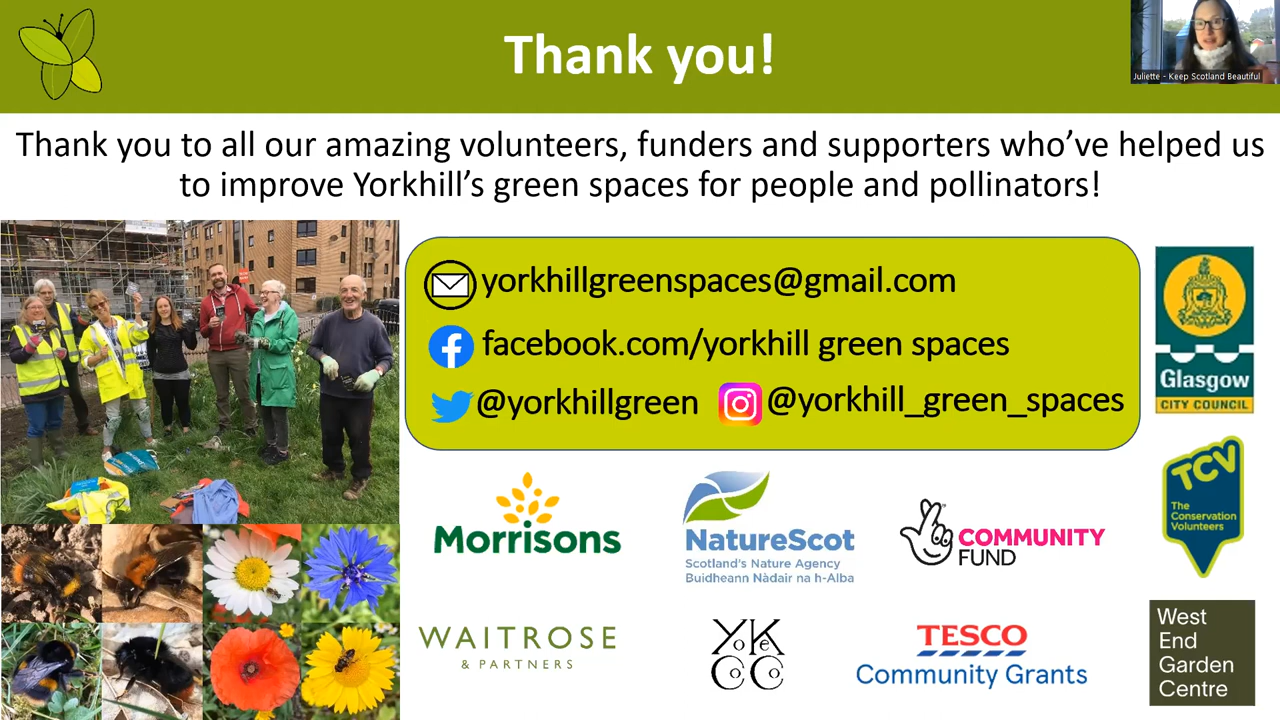 Thank you!
Juliette - Keep Scotland Beautiful
Thank you to all our amazing volunteers, funders and supporters who’ve helped us
to improve Yorkhill’s green spaces for people and pollinators!
yorkhillgreenspaces@gmail.com
facebook.com/yorkhill green spaces
@yorkhillgreen
@yorkhill_green_spaces
Glasgow
CITY COUNCIL
Morrisons
NatureScot
Scotland's Nature Agency
Buidheann Nàdair na h-Alba
COMMUNITY
FUND
TCV
The
Conservation
Volunteers
WAITROSE
& PARTNERS
TESCO
Community Grants
West
End
Garden
Centre